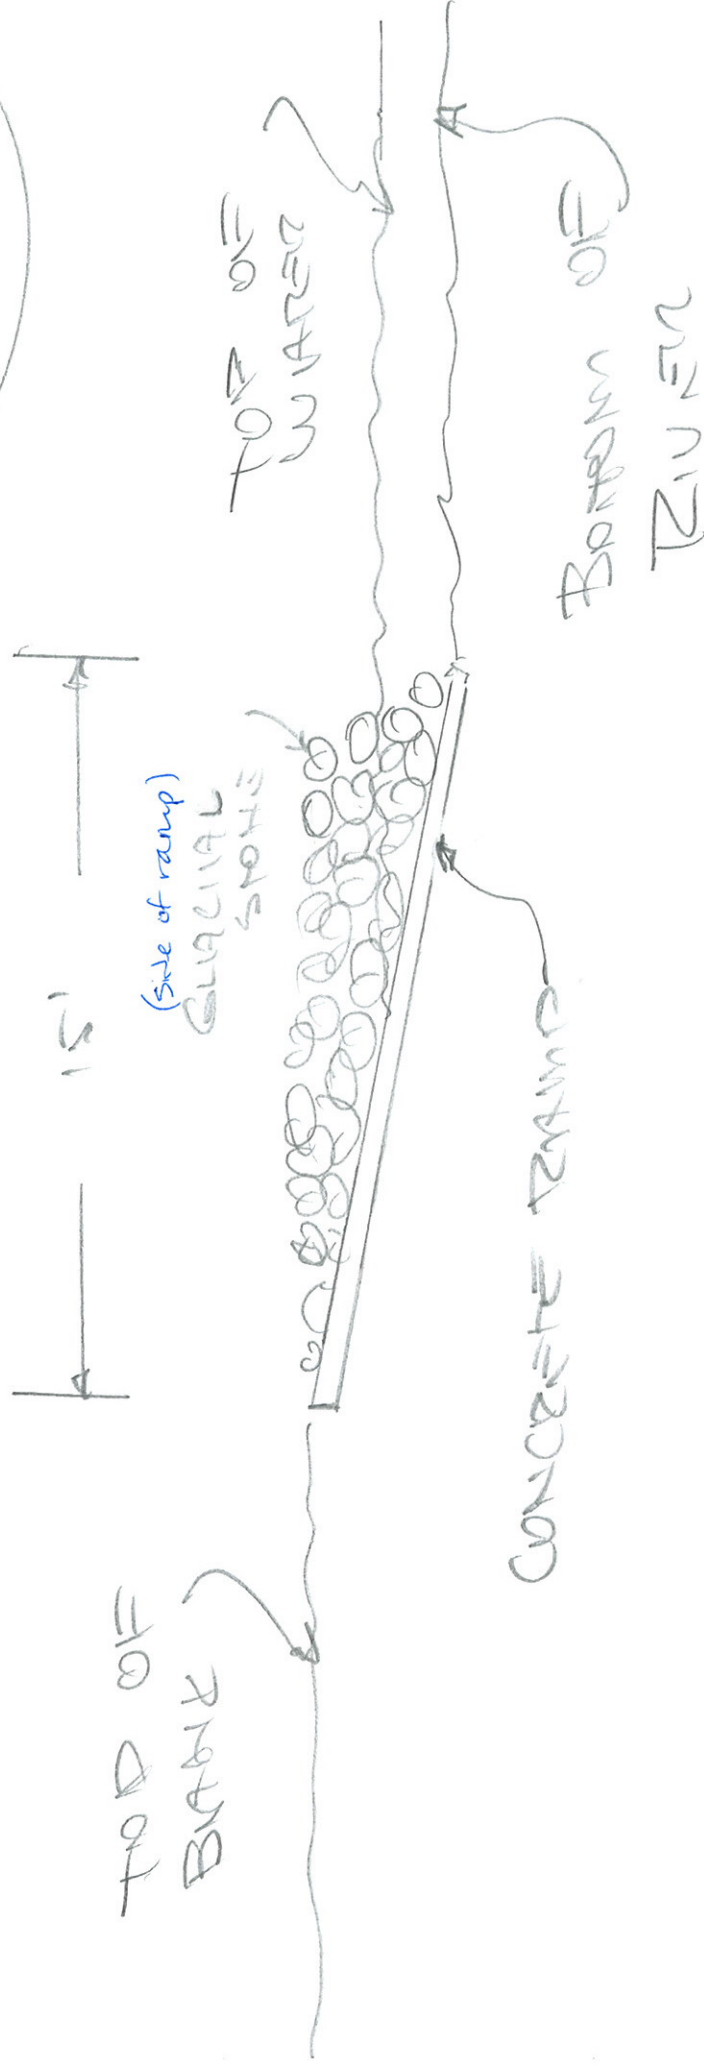 TOP OF
BANK
15'
(side of ramp)
GLACIAL
STONE
TOP OF
WATER
CONCRETE RAMP
BOTTOM OF
RIVER